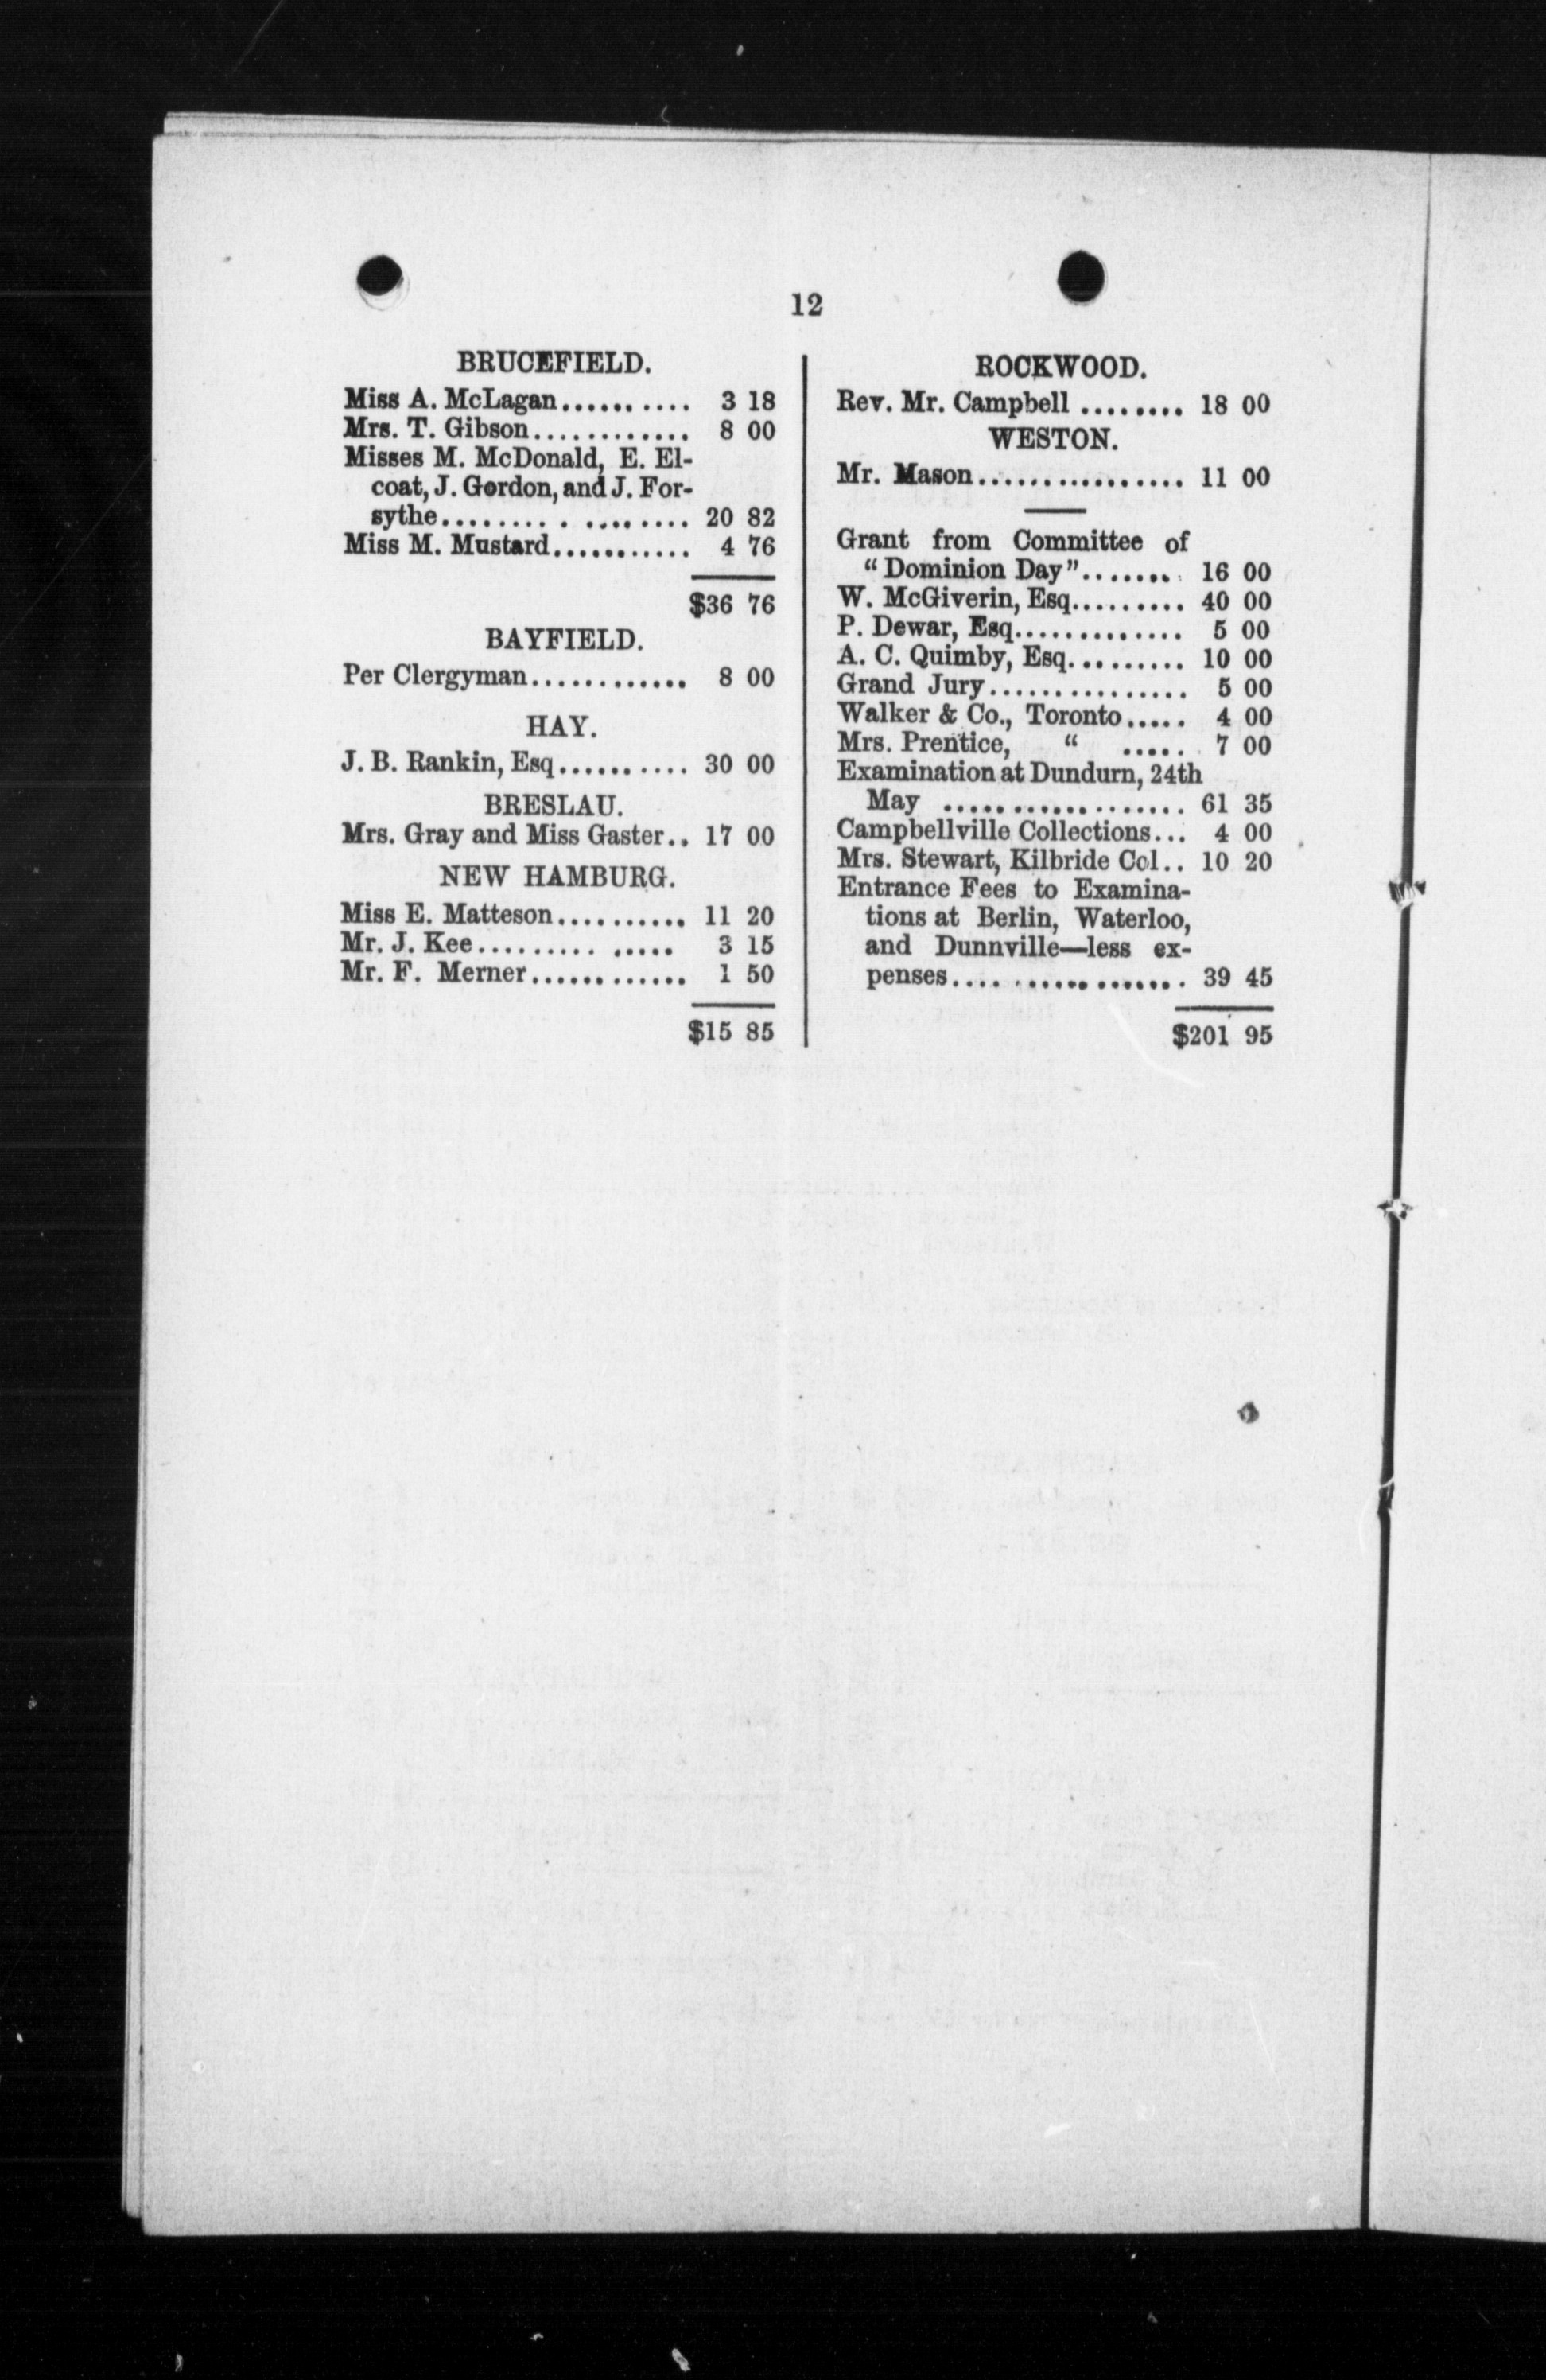 12
BRUCEFIELD.
Miss A. McLagan.......... 3 18
Mrs. T. Gibson............ 8 00
Misses M. McDonald, E. El-
coat, J. Gordon, and J. For-
sythe........ . ........ 20 82
Miss M. Mustard........... 4 76
$36 76
BAYFIELD.
Per Clergyman............ 8 00
HAY.
J. B. Rankin, Esq.......... 30 00
BRESLAU.
Mrs. Gray and Miss Gaster.. 17 00
NEW HAMBURG.
Miss E. Matteson.......... 11 20
Mr. J. Kee......... ..... 3 15
Mr. F. Merner............ 1 50
$15 85
ROCKWOOD.
Rev. Mr. Campbell ........ 18 00
WESTON.
Mr. Mason................ 11 00
Grant from Committee of
“Dominion Day”....... 16 00
W. McGiverin, Esq......... 40 00
P. Dewar, Esq............. 5 00
A. C. Quimby, Esq......... 10 00
Grand Jury............... 5 00
Walker & Co., Toronto..... 4 00
Mrs. Prentice, “ ..... 7 00
Examination at Dundurn, 24th
May .................. 61 35
Campbellville Collections... 4 00
Mrs. Stewart, Kilbride Col.. 10 20
Entrance Fees to Examina-
tions at Berlin, Waterloo,
and Dunnville—less ex-
penses.................. 39 45
$201 95